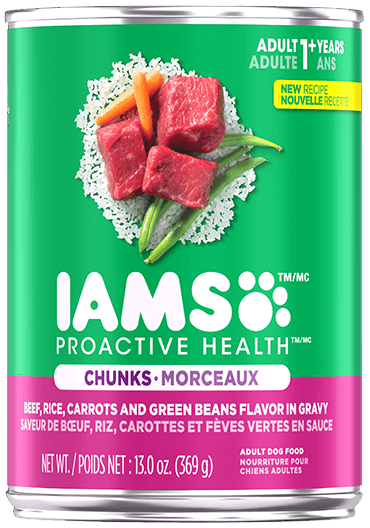 ADULT 1+ YEARS
ADULTE ANS
NEW RECIPE
NOUVELLE RECETTE
IAMS TM/MC
PROACTIVE HEALTH TM/MC
CHUNKS • MORCEAUX
BEEF, RICE, CARROTS AND GREEN BEANS FLAVOR IN GRAVY
SAVEUR DE BŒUF, RIZ, CAROTTES ET FÈVES VERTES EN SAUCE
NET WT. / POIDS NET : 13.0 oz. (369 g)
ADULT DOG FOOD
NOURRITURE POUR
CHIENS ADULTES